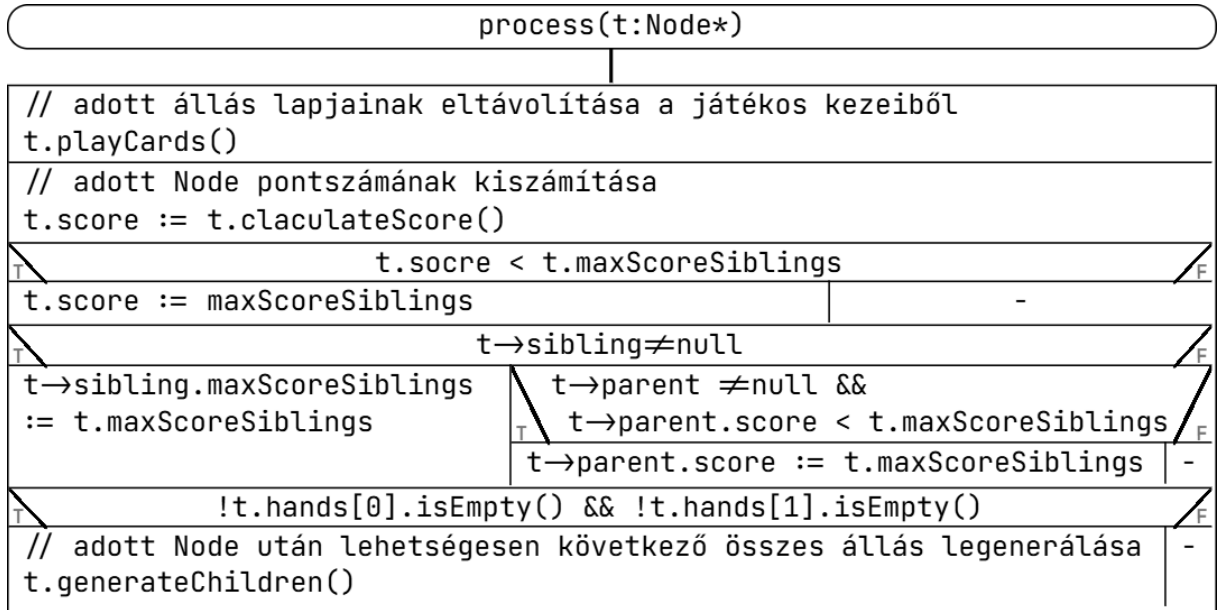 process(t:Node*)
// adott állás lapjainak eltávolítása a játékos kezeiből
t.playCards()
// adott Node pontszámának kiszámítása
t.score := t.claculateScore()
T
t.socre < t.maxScoreSiblings
F
t.score := maxScoreSiblings
-
T
t→sibling≠null
F
t→sibling.maxScoreSiblings
:= t.maxScoreSiblings
T
t→parent ≠null &&
t→parent.score < t.maxScoreSiblings
F
t→parent.score := t.maxScoreSiblings
-
T
!t.hands[0].isEmpty() && !t.hands[1].isEmpty()
F
// adott Node után lehetségesen következő összes állás legenerálása
t.generateChildren()
-